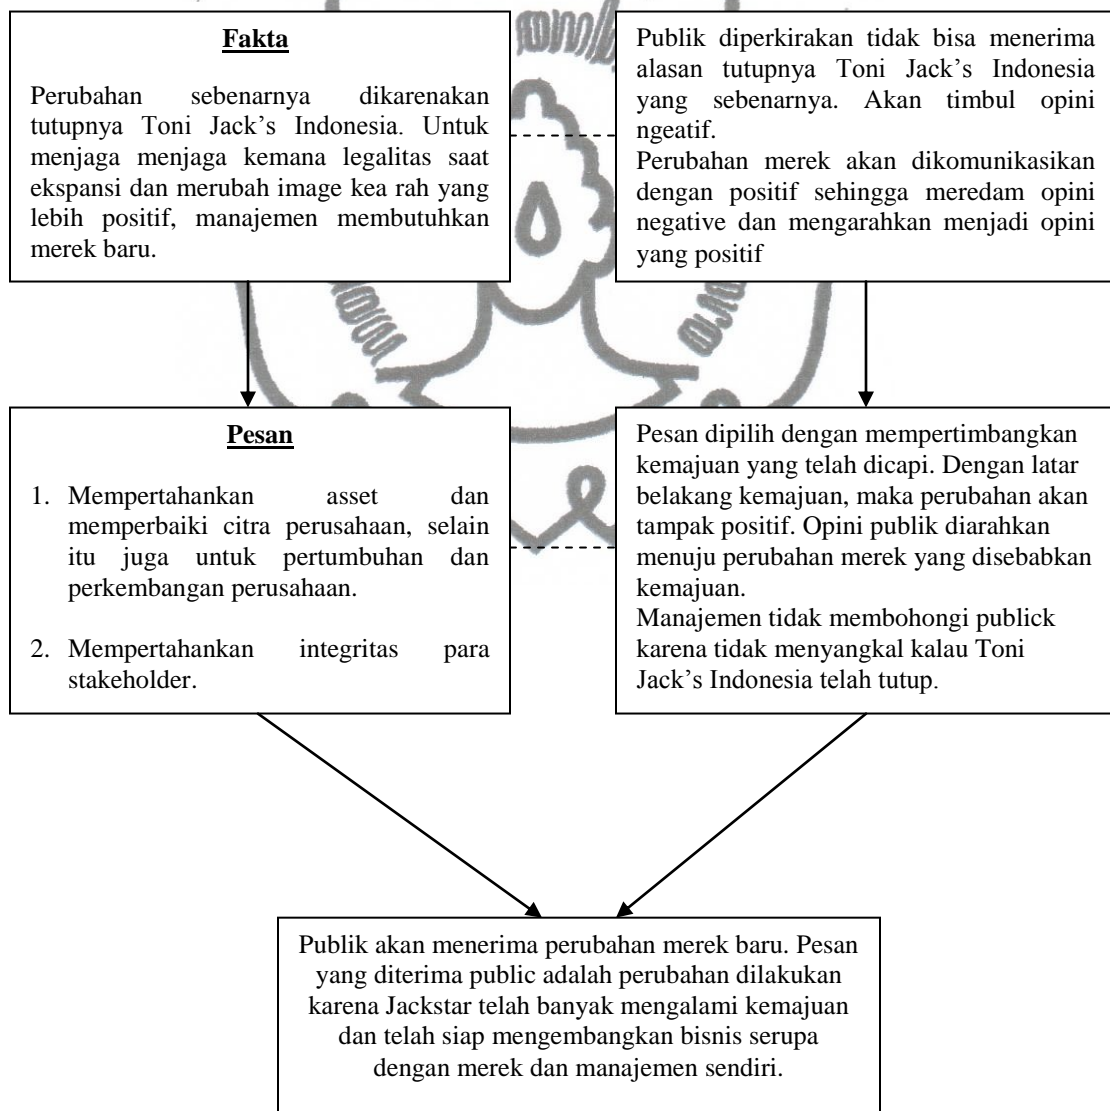 Fakta
Perubahan sebenarnya dikarenakan
tutupnya Toni Jack’s Indonesia. Untuk
menjaga menjaga kemana legalitas saat
ekspansi dan merubah image kea rah yang
lebih positif, manajemen membutuhkan
merek baru.
Publik diperkirakan tidak bisa menerima
alasan tutupnya Toni Jack’s Indonesia
yang sebenarnya. Akan timbul opini
ngeatif.
Perubahan merek akan dikomunikasikan
dengan positif sehingga meredam opini
negative dan mengarahkan menjadi opini
yang positif
Pesan
1. Mempertahankan asset dan
memperbaiki citra perusahaan, selain
itu juga untuk pertumbuhan dan
perkembangan perusahaan.
2. Mempertahankan integritas para
stakeholder.
Pesan dipilih dengan mempertimbangkan
kemajuan yang telah dicapi. Dengan latar
belakang kemajuan, maka perubahan akan
tampak positif. Opini publik diarahkan
menuju perubahan merek yang disebabkan
kemajuan.
Manajemen tidak membohongi publick
karena tidak menyangkal kalau Toni
Jack’s Indonesia telah tutup.
Publik akan menerima perubahan merek baru. Pesan
yang diterima public adalah perubahan dilakukan
karena Jackstar telah banyak mengalami kemajuan
dan telah siap mengembangkan bisnis serupa
dengan merek dan manajemen sendiri.